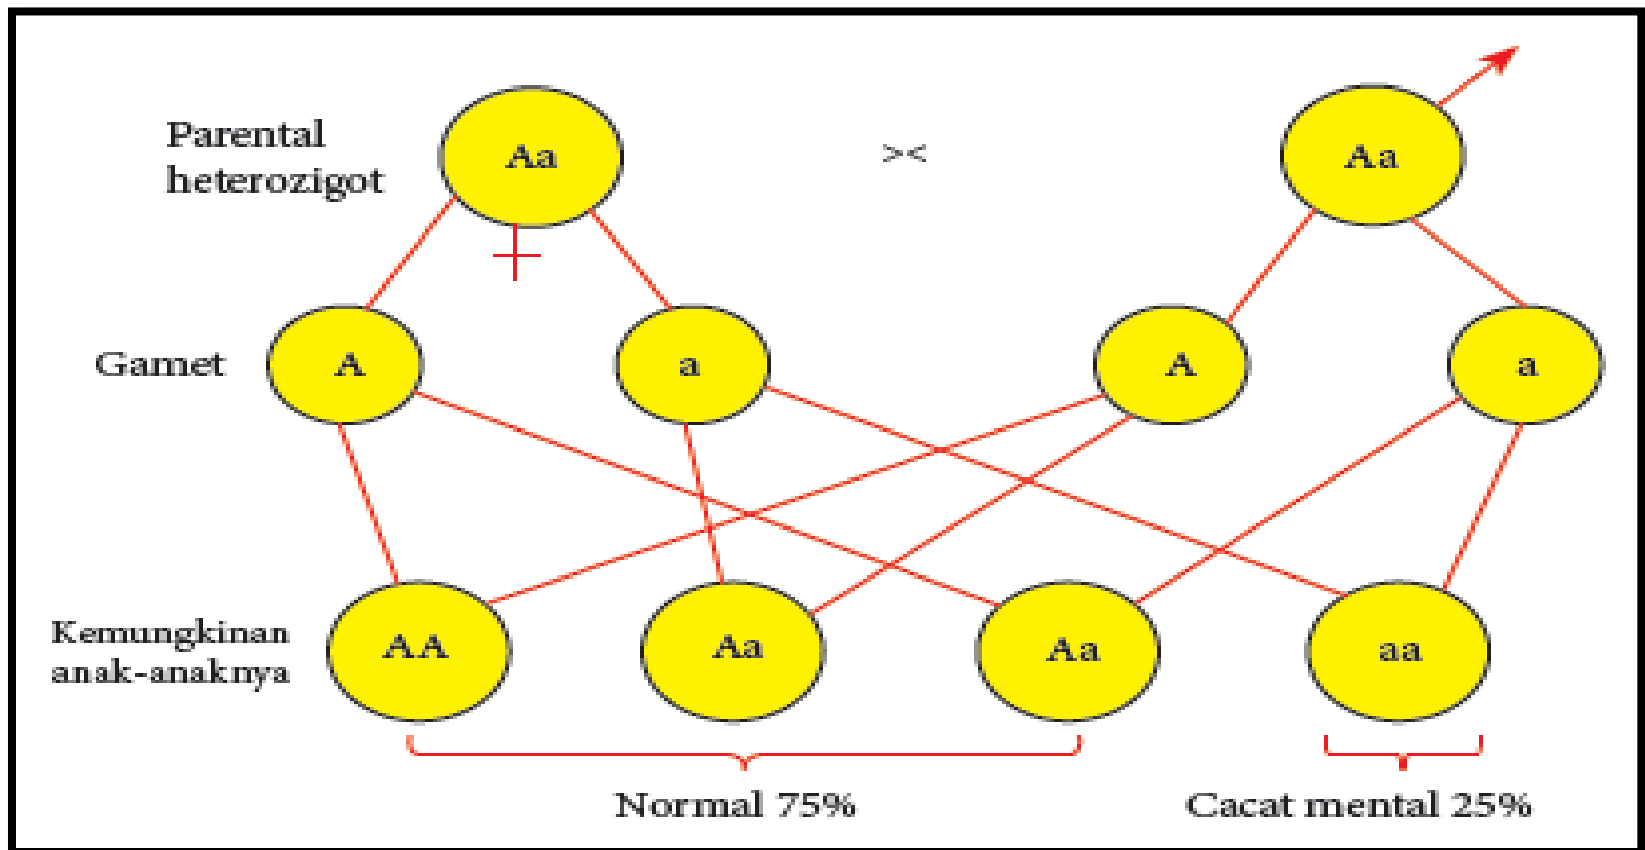 Parental
heterozigot
Aa
><
Aa
Gamet
A
a
A
a
Kemungkinan
anak-anaknya
AA
Aa
Aa
aa
Normal 75%
Cacat mental 25%